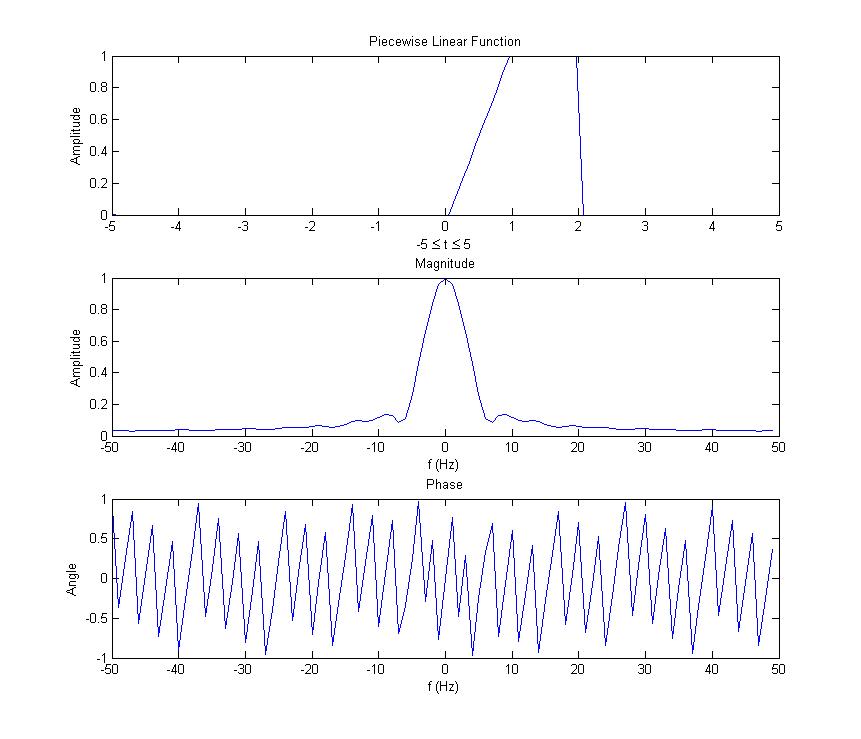 Piecewise Linear Function
Amplitude
1
0.8
0.6
0.4
0.2
0
-5 -4 -3 -2 -1 0 1 2 3 4 5
-5 ≤ t ≤ 5
Magnitude
Amplitude
1
0.8
0.6
0.4
0.2
0
-50 -40 -30 -20 -10 0 10 20 30 40 50
f (Hz)
Phase
Angle
1
0.5
0
-0.5
-1
-50 -40 -30 -20 -10 0 10 20 30 40 50
f (Hz)